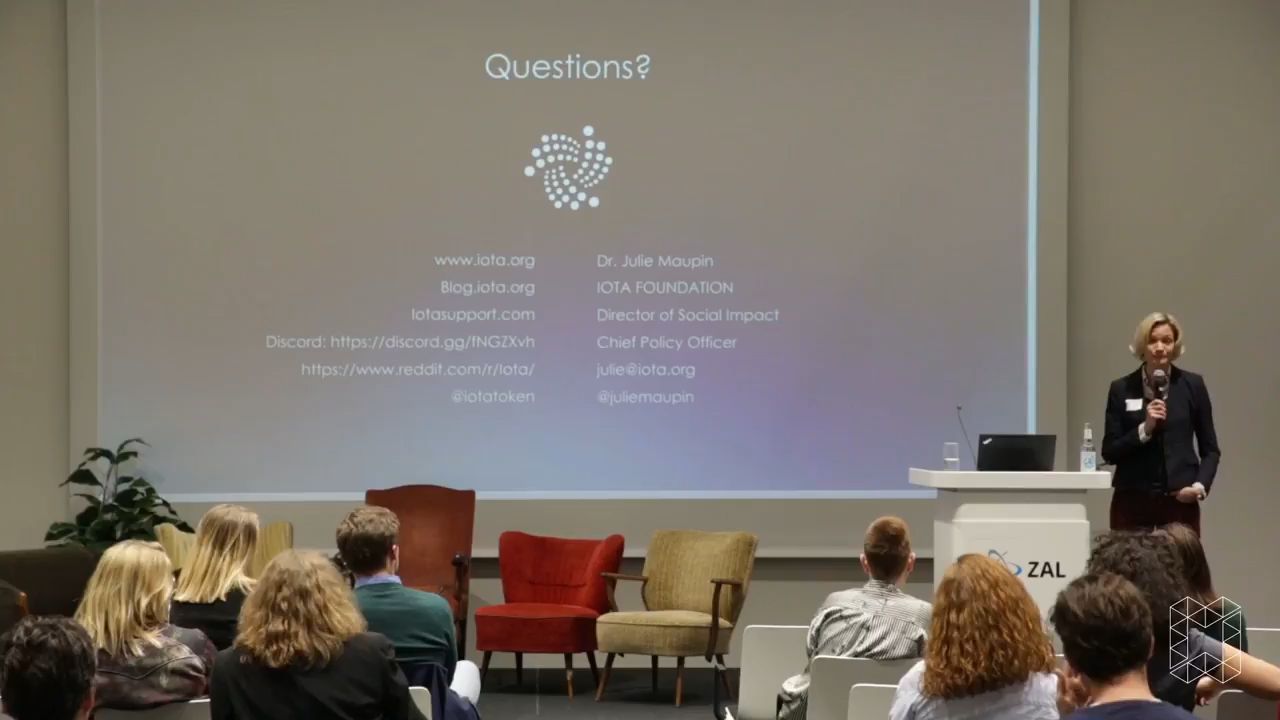 Questions?
www.iota.org
Blog.iota.org
Iotasupport.com
Discord: https://discord.gg/fNGZXvh
https://www.reddit.com/r/Iota/
@iotatoken
Dr. Julie Maupin
IOTA FOUNDATION
Director of Social Impact
Chief Policy Officer
julie@iota.org
@juliemaupin
ZAL